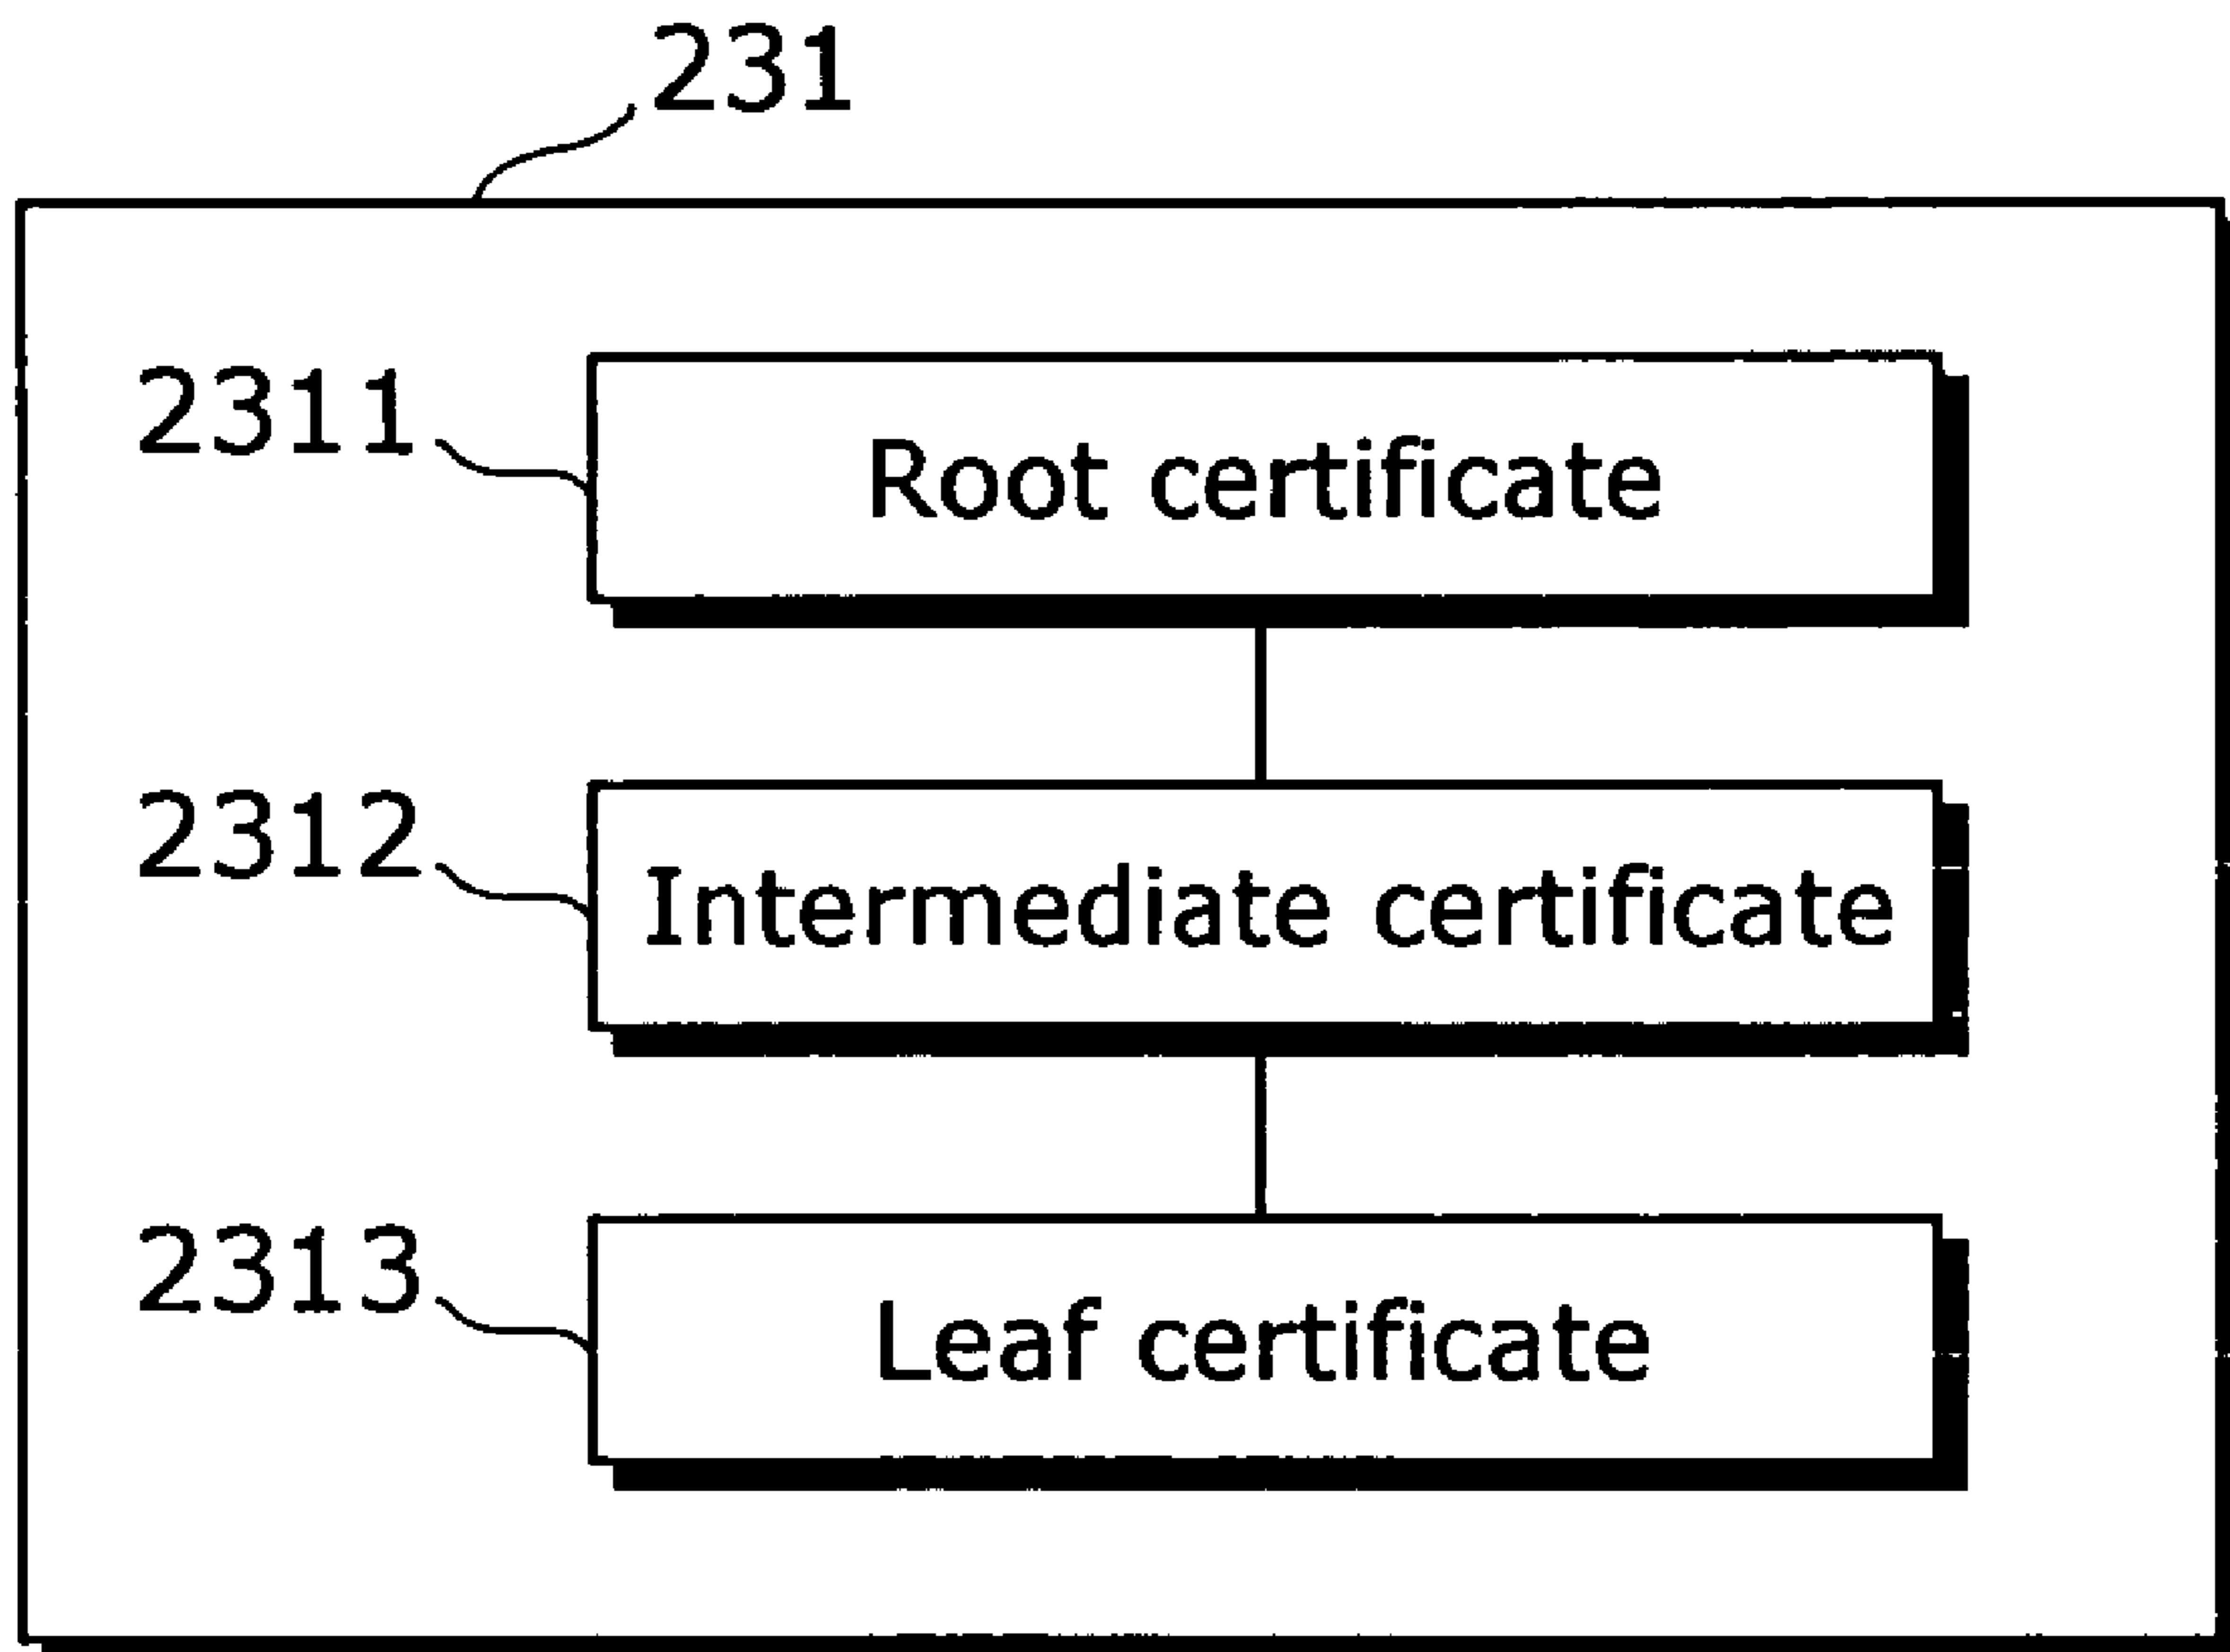 231
2311
Root certificate
2312
Intermediate certificate
2313
Leaf certificate